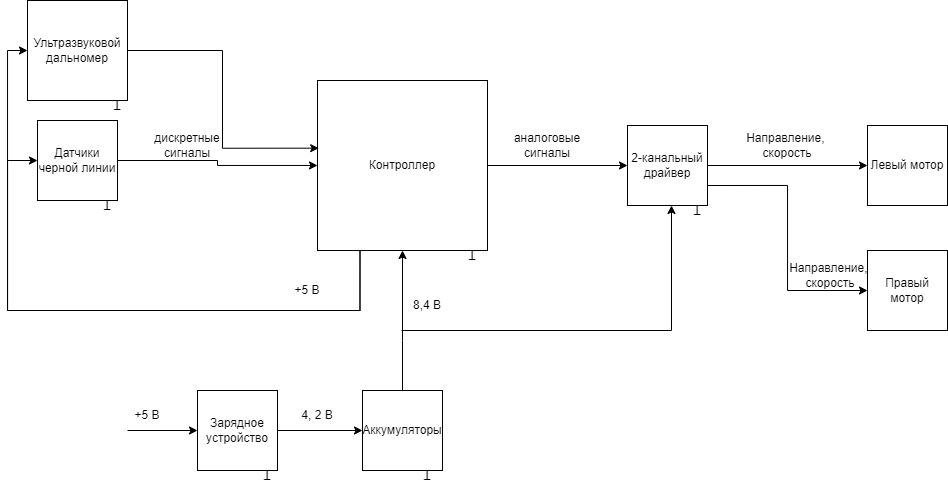 Ультразвуковой
дальномер
Датчики
черной линии
дискретные
сигналы
Контроллер
аналоговые
сигналы
2-канальный
драйвер
Направление,
скорость
Левый мотор
Направление,
скорость
Правый
мотор
+5 В
8,4 В
+5 В
Зарядное
устройство
4, 2 В
Аккумуляторы